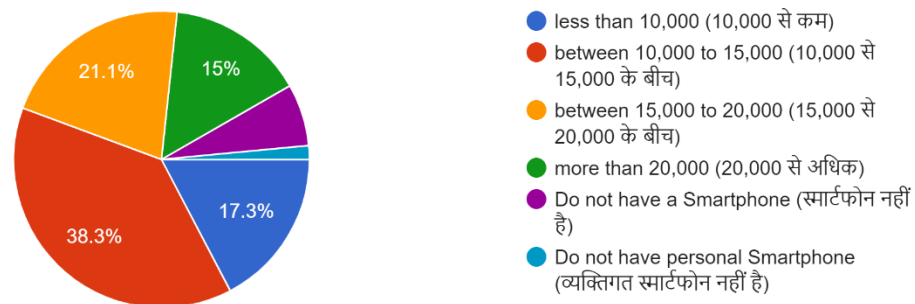 21.1%
15%
17.3%
38.3%
less than 10,000 (10,000 से कम)
between 10,000 to 15,000 (10,000 से
15,000 के बीच)
between 15,000 to 20,000 (15,000 से
20,000 के बीच)
more than 20,000 (20,000 से अधिक)
Do not have a Smartphone (स्मार्टफोन नहीं
है)
Do not have personal Smartphone
(व्यक्तिगत स्मार्टफोन नहीं है)